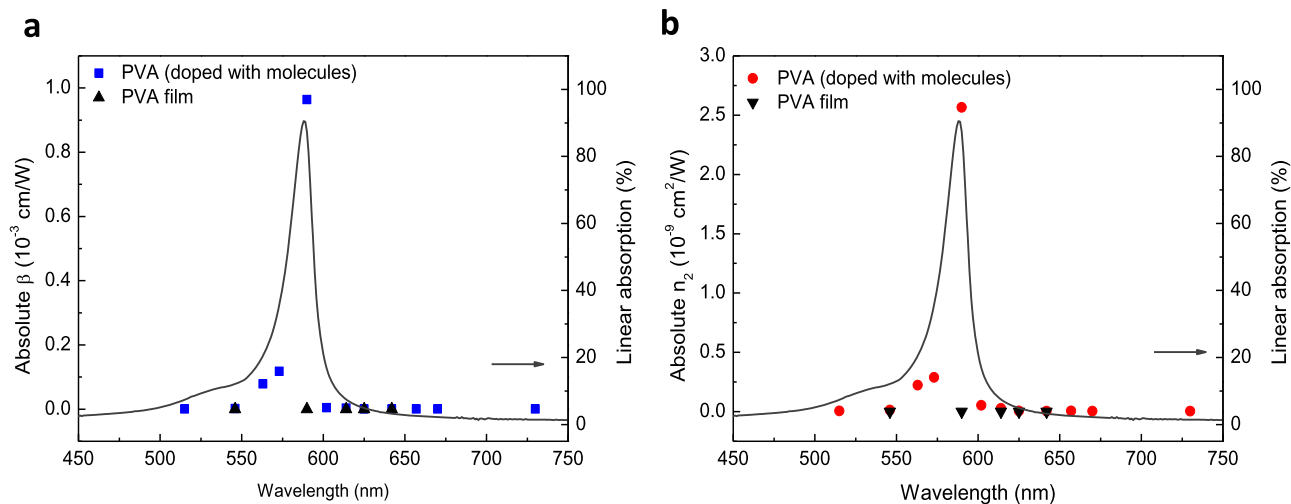 a
PVA (doped with molecules)
PVA film
1.0
0.8
0.6
0.4
0.2
0.0
Absolute β (10⁻³ cm/W)
100
80
60
40
20
0
Linear absorption (%)
450 500 550 600 650 700 750
Wavelength (nm)
b
PVA (doped with molecules)
PVA film
3.0
2.5
2.0
1.5
1.0
0.5
0.0
Absolute n₂ (10⁻⁹ cm²/W)
100
80
60
40
20
0
Linear absorption (%)
450 500 550 600 650 700 750
Wavelength (nm)